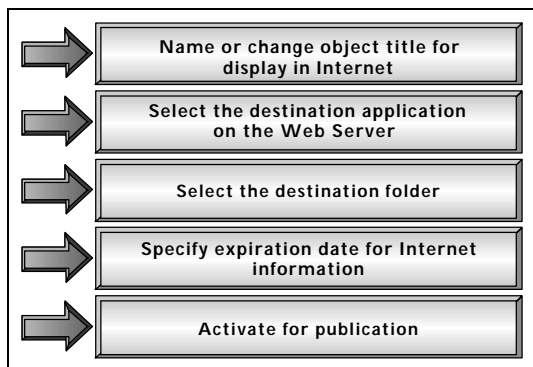 Name or change object title for
display in Internet
Select the destination application
on the Web Server
Select the destination folder
Specify expiration date for Internet
information
Activate for publication